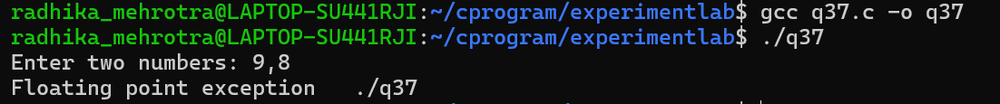 radhika_mehrotra@LAPTOP-SU441RJI:~/cprogram/experimentlab$ gcc q37.c -o q37
radhika_mehrotra@LAPTOP-SU441RJI:~/cprogram/experimentlab$ ./q37
Enter two numbers: 9,8
Floating point exception   ./q37